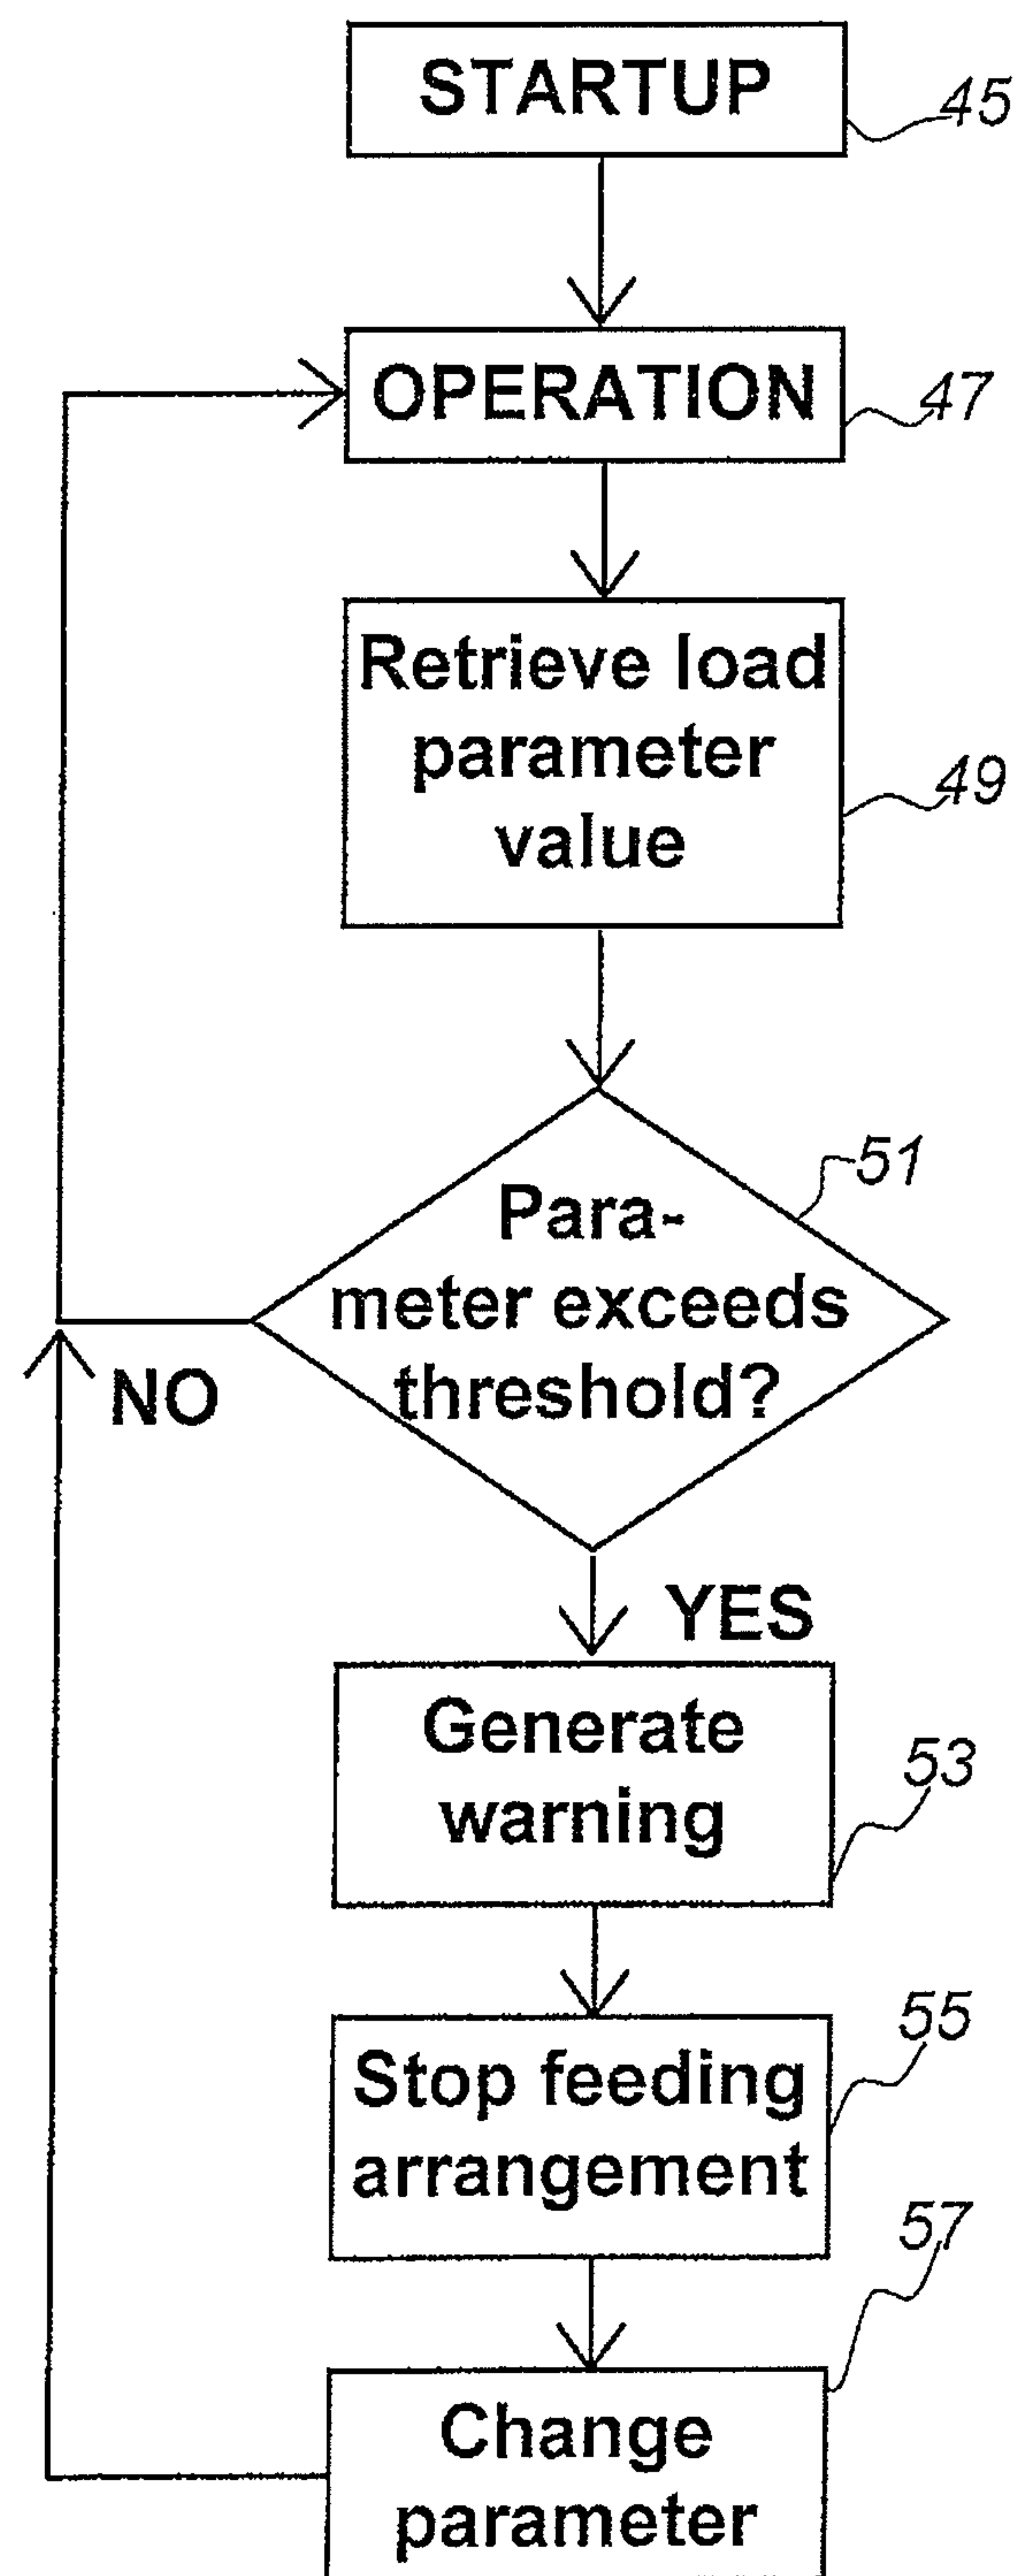 STARTUP
45
OPERATION
47
Retrieve load
parameter
value
49
51
Para-
meter exceeds
threshold?
NO
YES
Generate
warning
53
Stop feeding
arrangement
55
57
Change
parameter